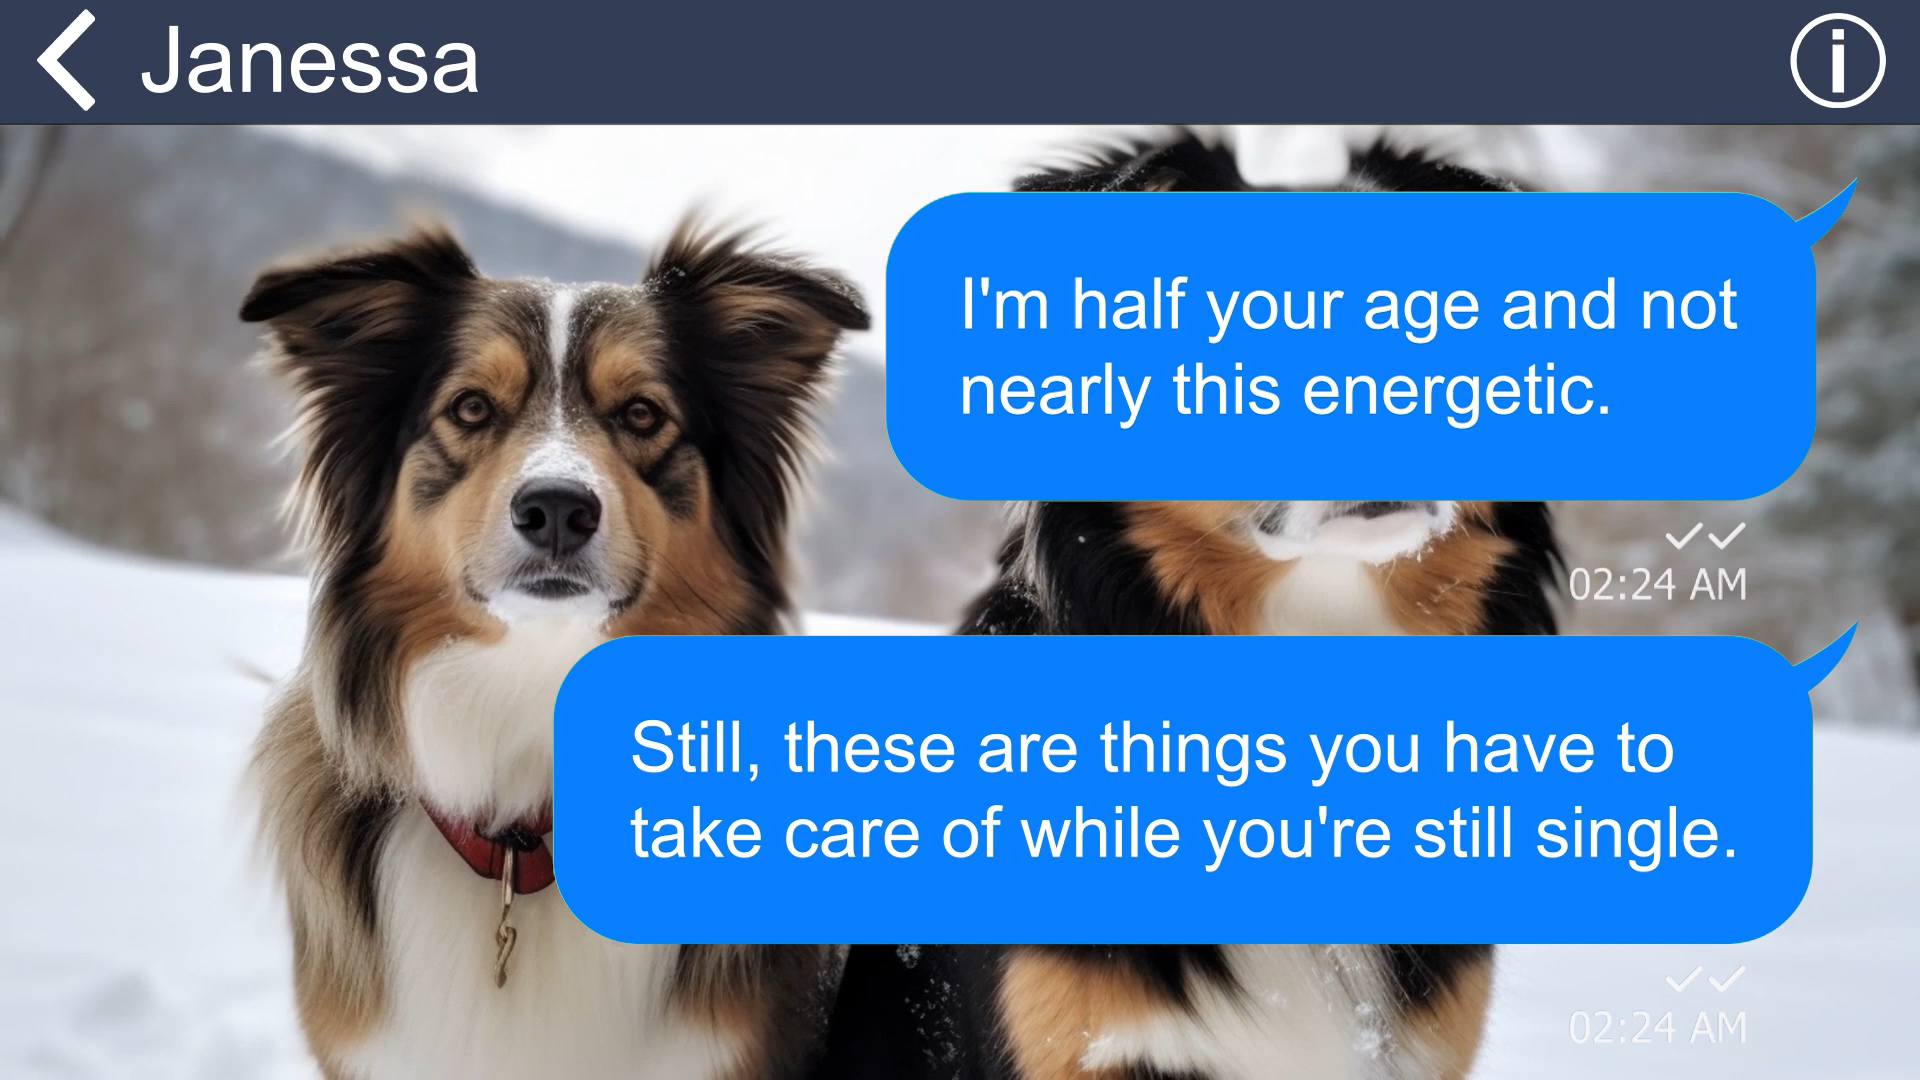 Janessa
I'm half your age and not
nearly this energetic.
02:24 AM
Still, these are things you have to
take care of while you're still single.
02:24 AM